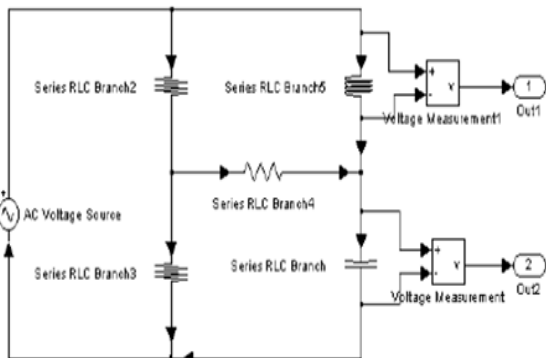 Series RLC Branch2
Series RLC Branch5
+
-
v
Voltage Measurement1
1
Out1
Series RLC Branch4
+
AC Voltage Source
Series RLC Branch3
Series RLC Branch
+
-
v
Voltage Measurement
2
Out2